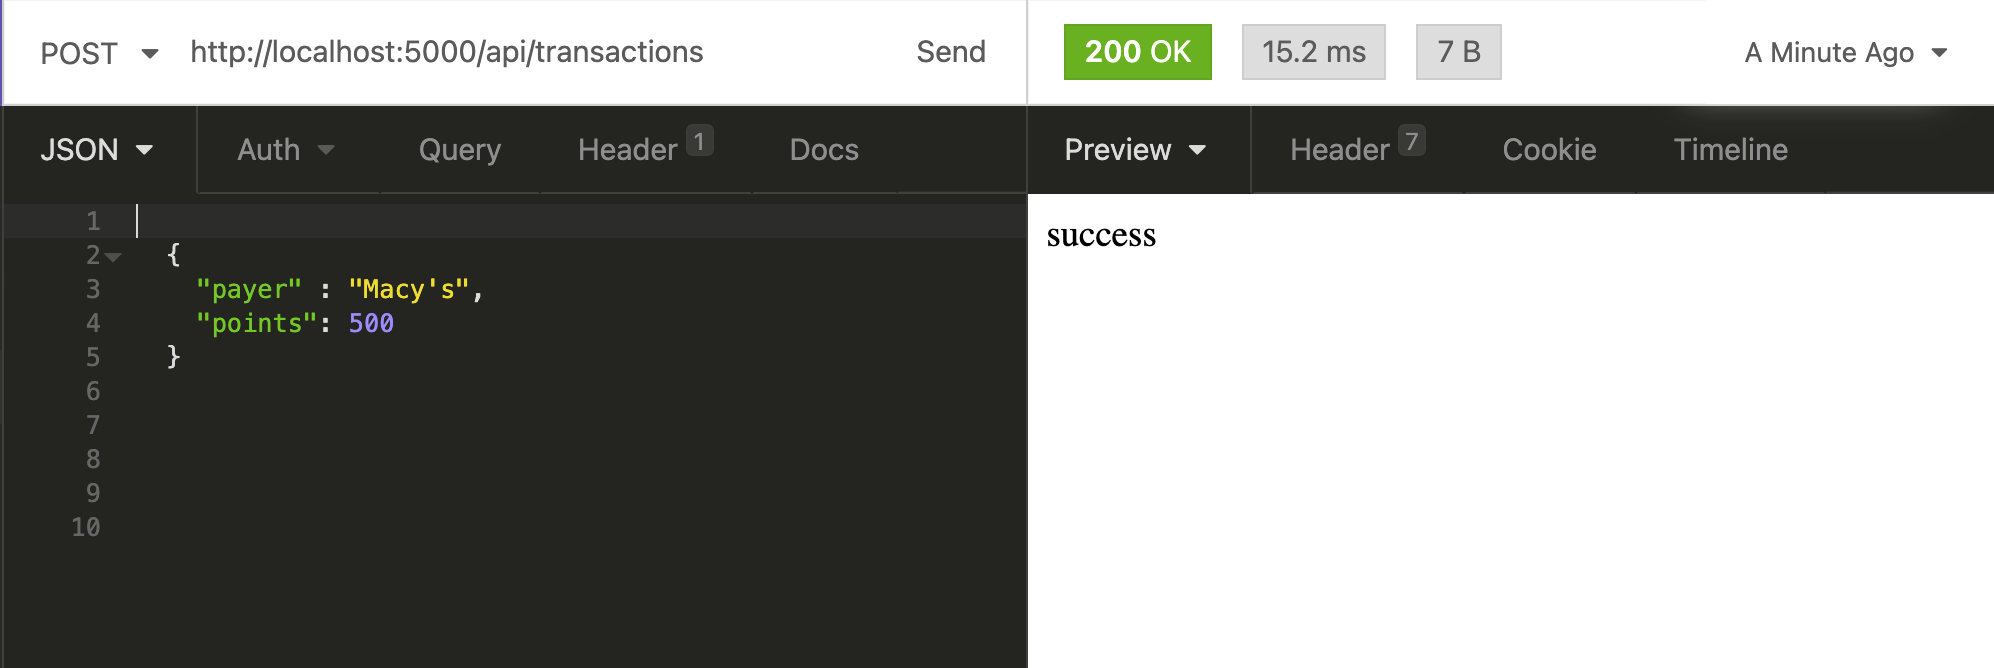 POST http://localhost:5000/api/transactions Send
200 OK 15.2 ms 7 B A Minute Ago
JSON Auth Query Header 1 Docs
Preview Header 7 Cookie Timeline
1
2 {
3 "payer" : "Macy's",
4 "points": 500
5 }
6
7
8
9
10
success